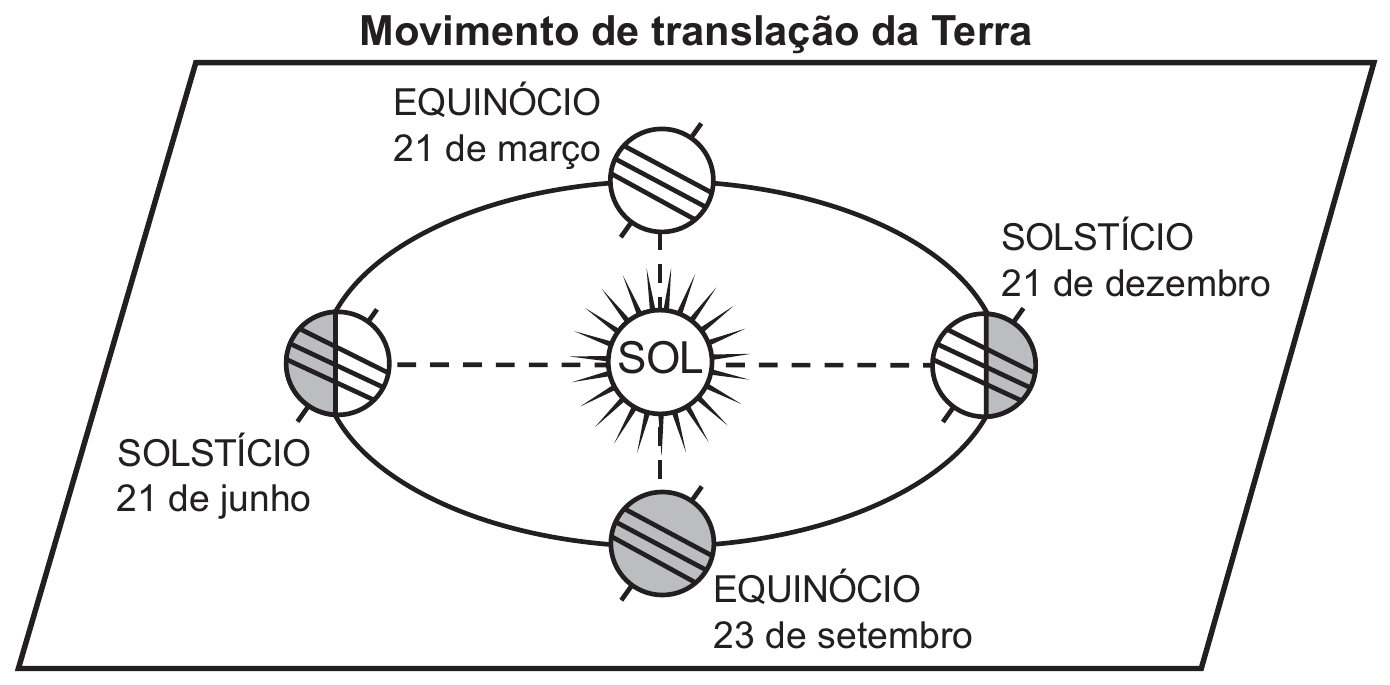 Movimento de translação da Terra
EQUINÓCIO
21 de março
SOLSTÍCIO
21 de dezembro
SOL
SOLSTÍCIO
21 de junho
EQUINÓCIO
23 de setembro